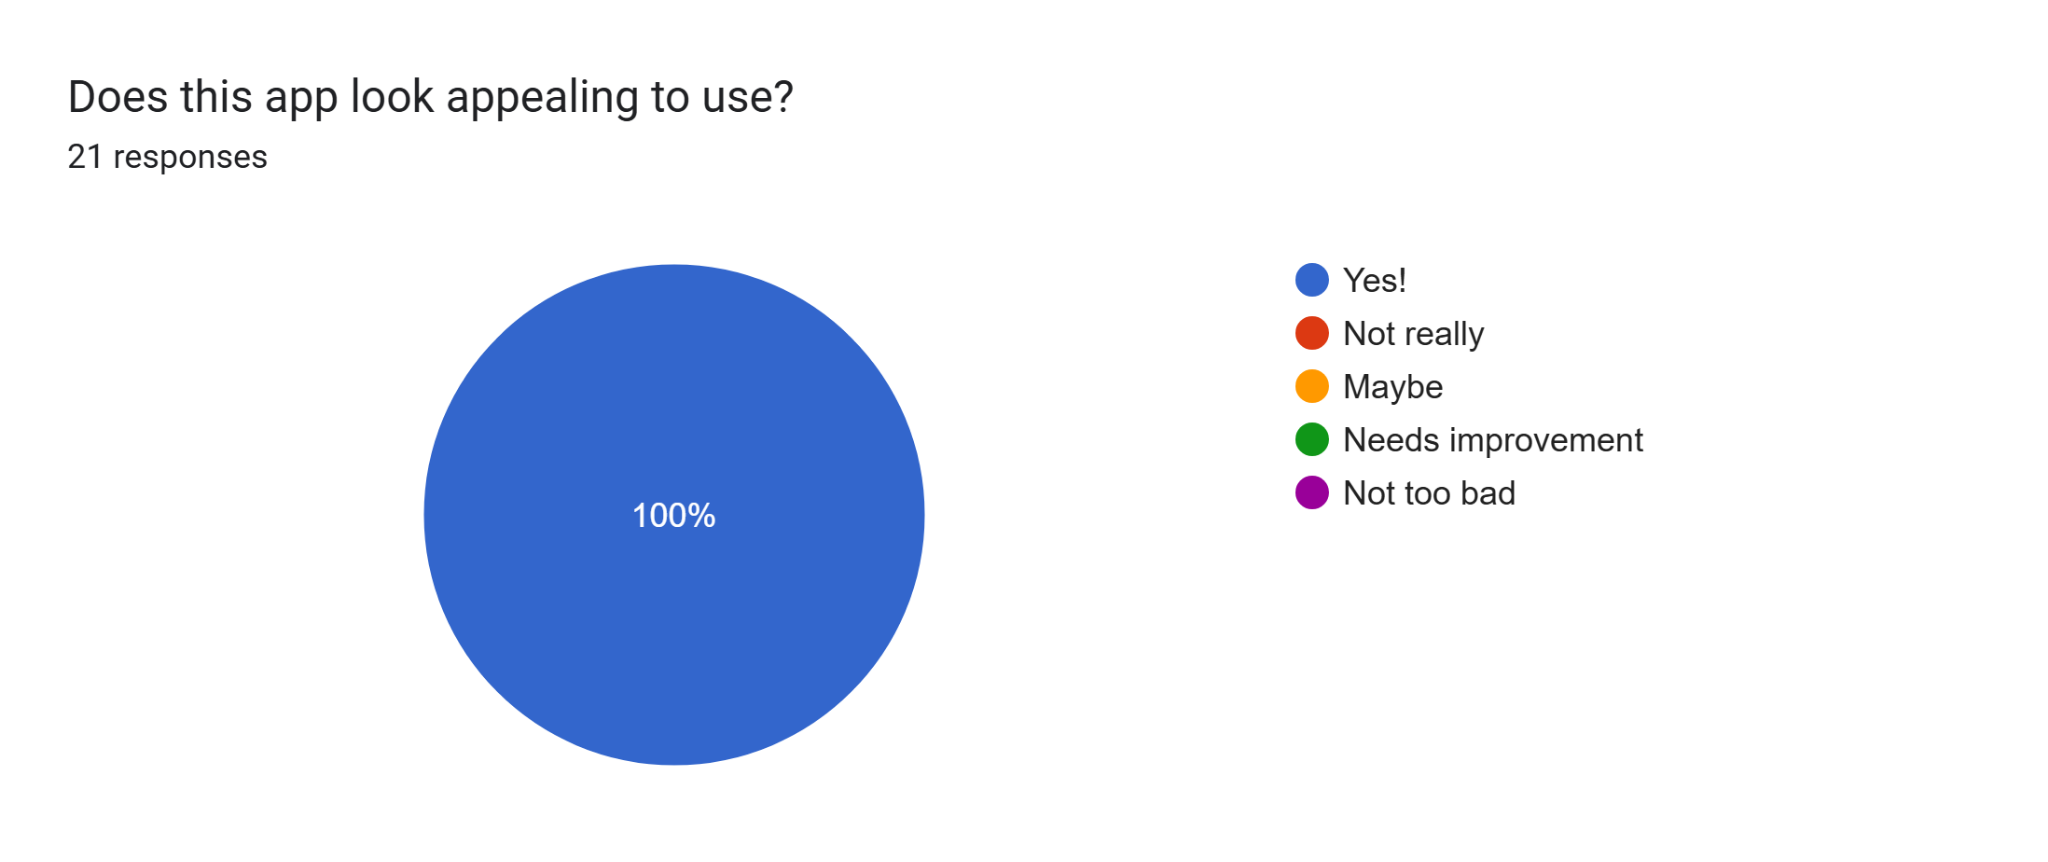 Does this app look appealing to use?
21 responses
100%
Yes!
Not really
Maybe
Needs improvement
Not too bad